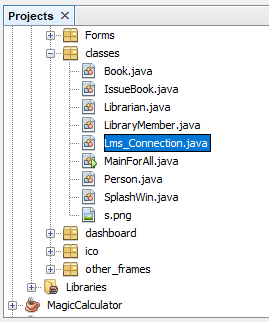 Projects
Forms
classes
Book.java
IssueBook.java
Librarian.java
LibraryMember.java
Lms_Connection.java
MainForAll.java
Person.java
SplashWin.java
s.png
dashboard
ico
other_frames
Libraries
MagicCalculator